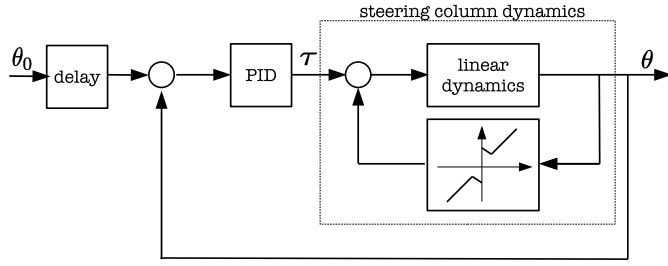 steering column dynamics
θ0
delay
PID
τ
linear
dynamics
θ